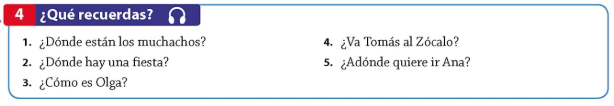 4 ¿Qué recuerdas?
1. ¿Dónde están los muchachos?
2. ¿Dónde hay una fiesta?
3. ¿Cómo es Olga?
4. ¿Va Tomás al Zócalo?
5. ¿Adónde quiere ir Ana?